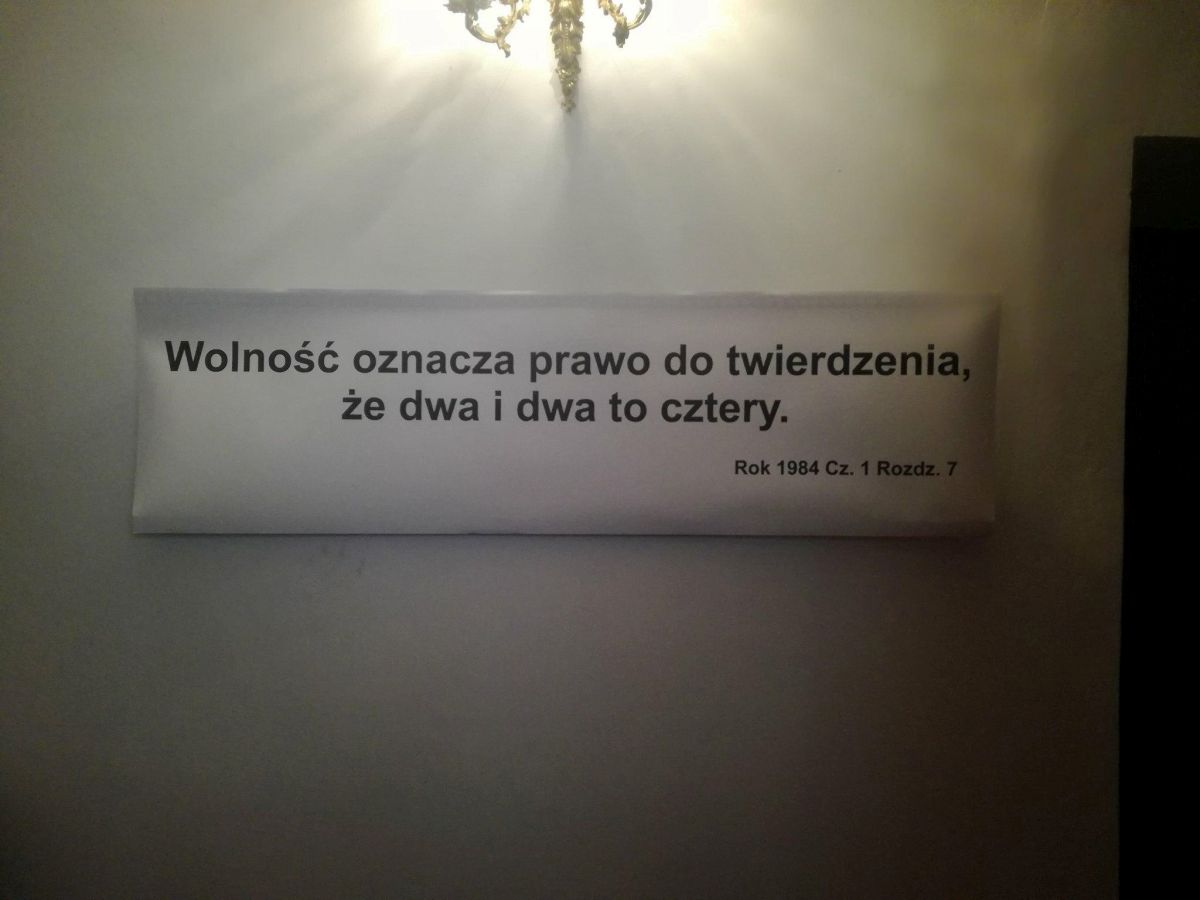 Wolność oznacza prawo do twierdzenia,
że dwa i dwa to cztery.
Rok 1984 Cz. 1 Rozdz. 7